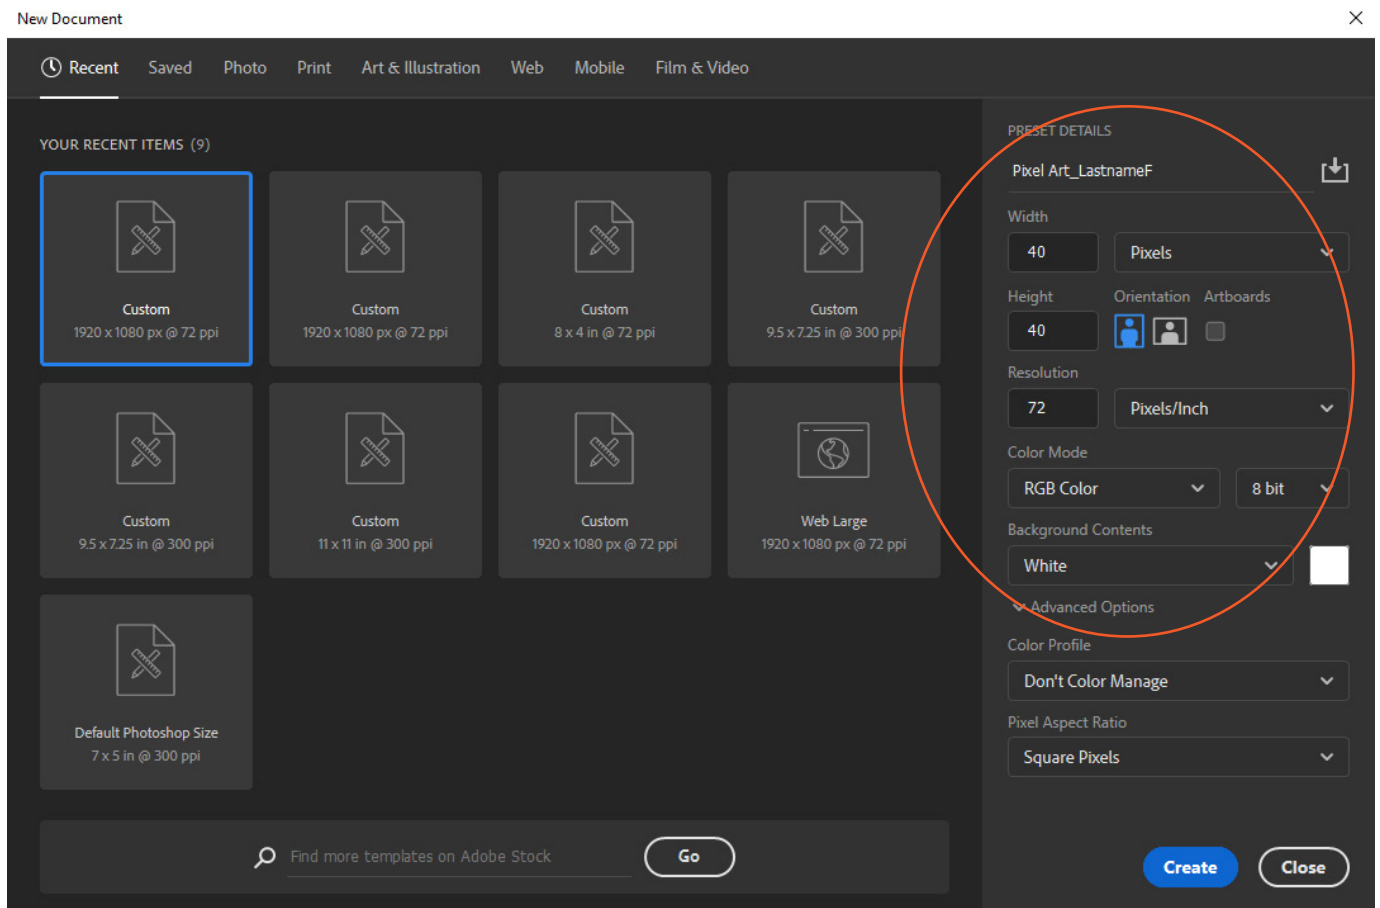 New Document
Recent Saved Photo Print Art & Illustration Web Mobile Film & Video
YOUR RECENT ITEMS (9)
Custom
1920 x 1080 px @ 72 ppi
Custom
1920 x 1080 px @ 72 ppi
Custom
8 x 4 in @ 72 ppi
Custom
9.5 x 7.25 in @ 300 ppi
Custom
9.5 x 7.25 in @ 300 ppi
Custom
11 x 11 in @ 300 ppi
Custom
1920 x 1080 px @ 72 ppi
Web Large
1920 x 1080 px @ 72 ppi
Default Photoshop Size
7 x 5 in @ 300 ppi
Find more templates on Adobe Stock
Go
PRESET DETAILS
Pixel Art_LastnameF
Width
40 Pixels
Height Orientation Artboards
40
Resolution
72 Pixels/Inch
Color Mode
RGB Color 8 bit
Background Contents
White
Advanced Options
Color Profile
Don't Color Manage
Pixel Aspect Ratio
Square Pixels
Create Close